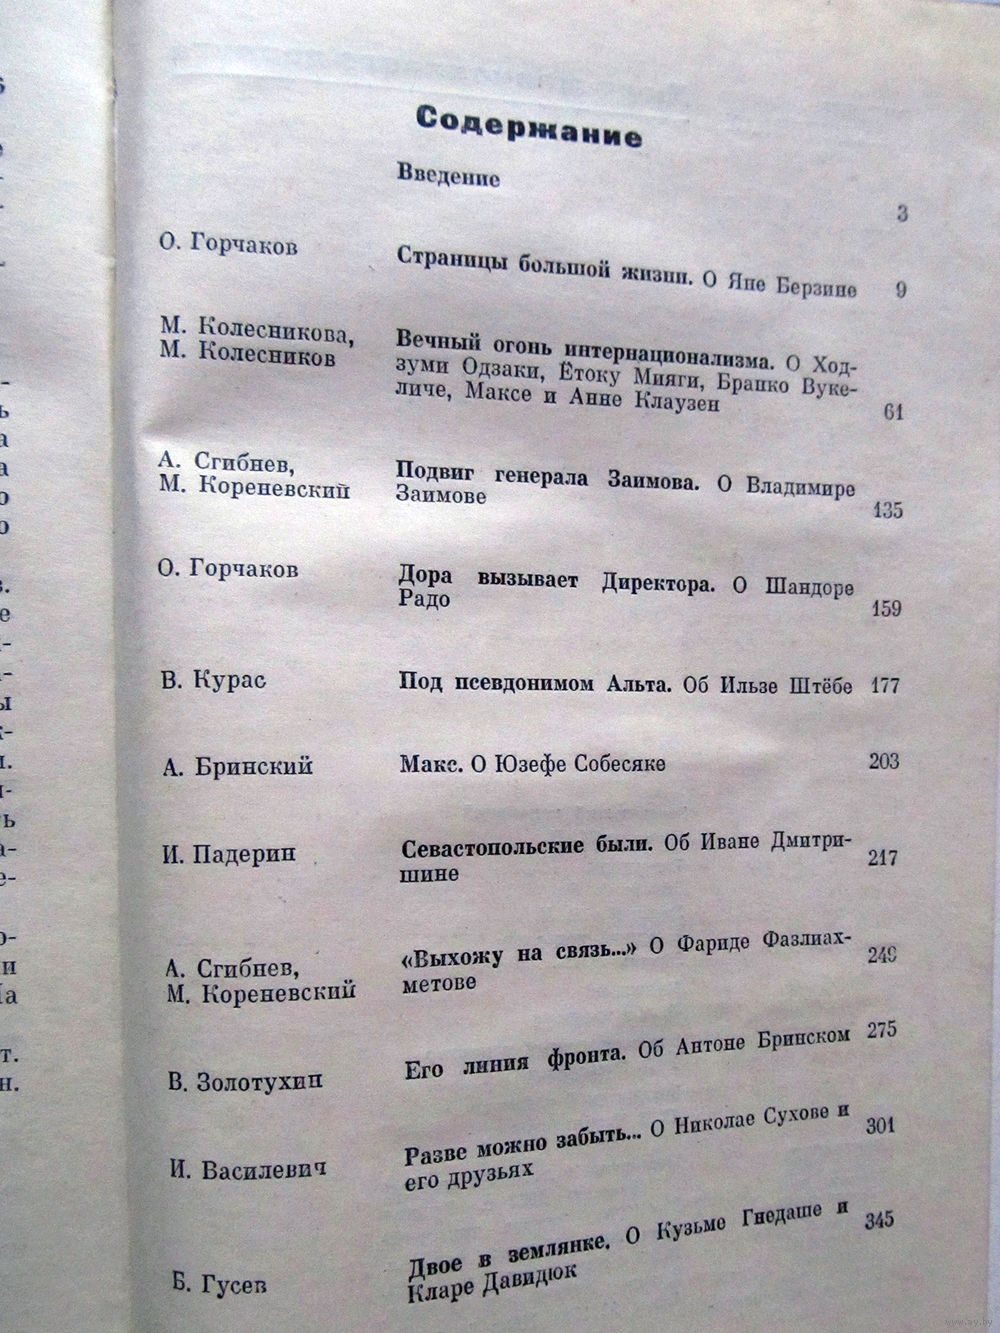 Содержание
Введение 3
О. Горчаков Страницы большой жизни. О Яне Берзине 9
М. Колесникова, Вечный огонь интернационализма. О Ход-
М. Колесников зуми Одзаки, Ётоку Мияги, Бранко Вуке-
личе, Максе и Анне Клаузен 61
А. Сгибнев, Подвиг генерала Заимова. О Владимире
М. Кореневский Заимове 135
О. Горчаков Дора вызывает Директора. О Шандоре
Радо 159
В. Курас Под псевдонимом Альта. Об Ильзе Штёбе 177
А. Бринский Макс. О Юзефе Собесяке 203
И. Падерин Севастопольские были. Об Иване Дмитри-
шине 217
А. Сгибнев, «Выхожу на связь...» О Фариде Фазлиах-
М. Кореневский метове 249
В. Золотухин Его линия фронта. Об Антоне Бринском 275
И. Василевич Разве можно забыть... О Николае Сухове и
его друзьях 301
Б. Гусев Двое в землянке. О Кузьме Гнедаше и
Кларе Давидюк 345
www.ay.by